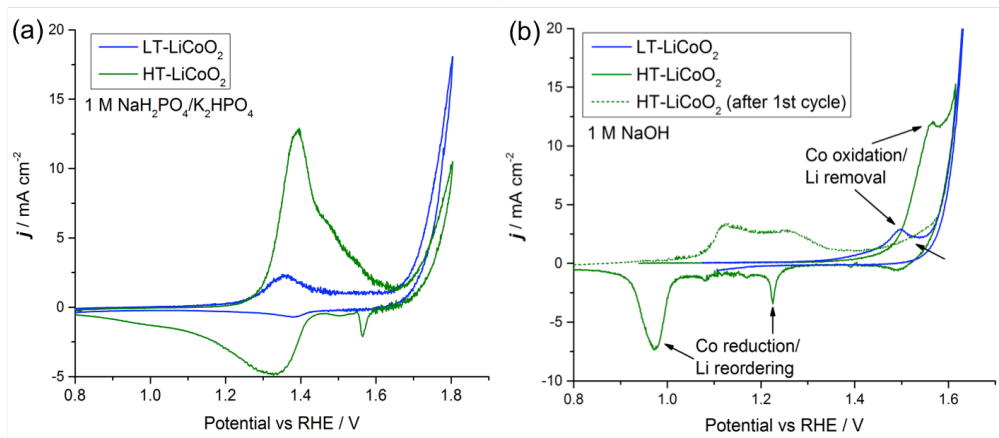 (a)
20
15
10
5
0
-5
j / mA cm⁻²
LT-LiCoO₂
HT-LiCoO₂
1 M NaH₂PO₄/K₂HPO₄
0.8 1.0 1.2 1.4 1.6 1.8
Potential vs RHE / V
(b)
20
15
10
5
0
-5
-10
j / mA cm⁻²
LT-LiCoO₂
HT-LiCoO₂
HT-LiCoO₂ (after 1st cycle)
1 M NaOH
Co oxidation/
Li removal
Co reduction/
Li reordering
0.8 1.0 1.2 1.4 1.6
Potential vs RHE / V